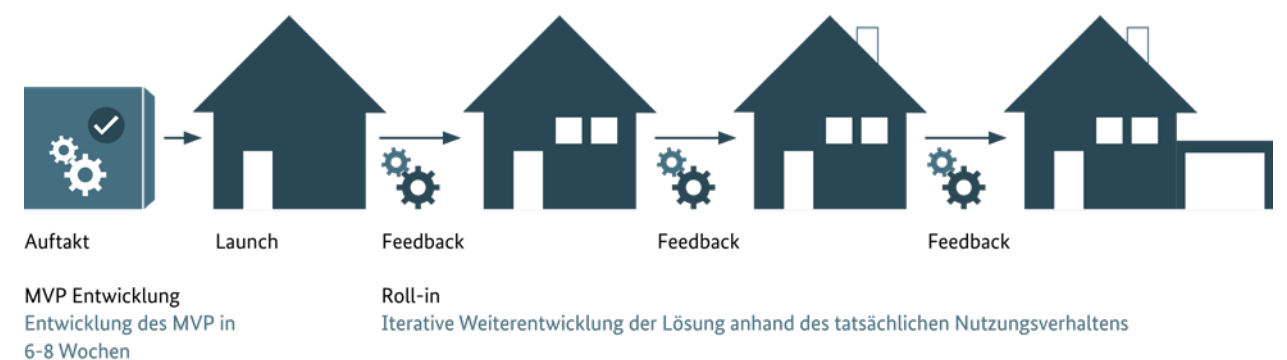 Auftakt
Launch
Feedback
Feedback
Feedback
MVP Entwicklung
Entwicklung des MVP in
6-8 Wochen
Roll-in
Iterative Weiterentwicklung der Lösung anhand des tatsächlichen Nutzungsverhaltens